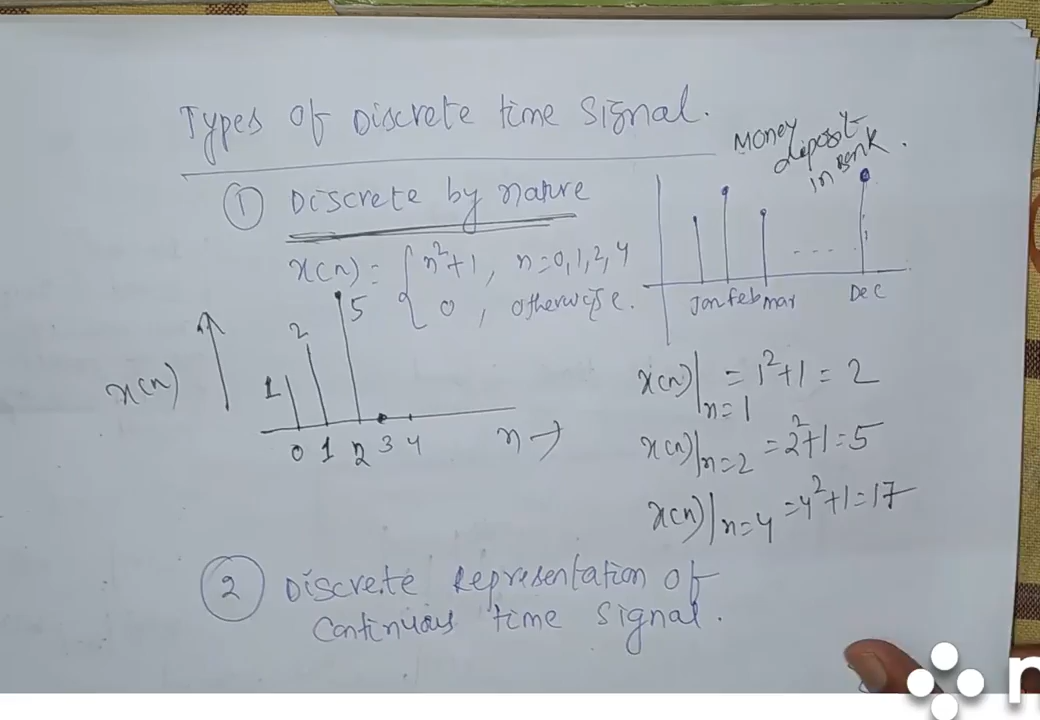 Types of Discrete time signal.
Money
diposit
in Bank.
① Discrete by nature
x(n) = { n²+1, n=0,1,2,4
0, otherwise.
Jan Feb mar Dec
x(n)
1 2 5
0 1 2 3 4
n →
x(n)|n=1 = 1²+1 = 2
x(n)|n=2 = 2²+1 = 5
x(n)|n=4 = 4²+1 = 17
② Discrete Representation of
Continuous time signal.